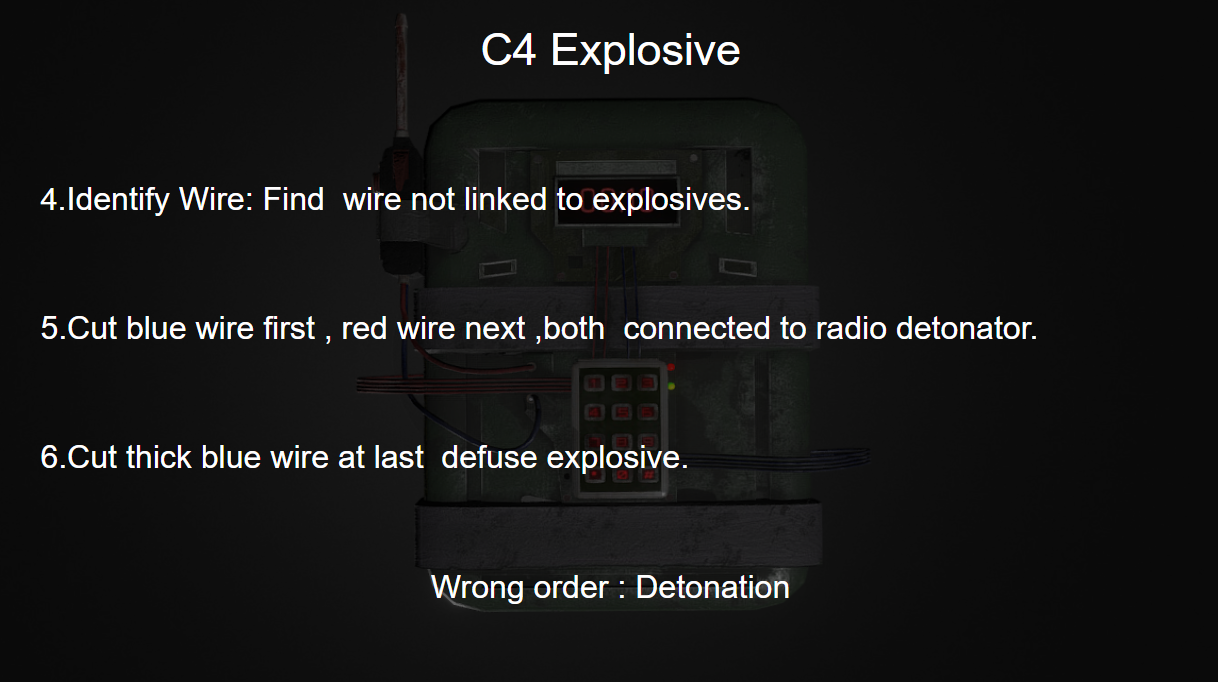 C4 Explosive
4.Identify Wire: Find  wire not linked to explosives.
5.Cut blue wire first , red wire next ,both  connected to radio detonator.
6.Cut thick blue wire at last  defuse explosive.
Wrong order : Detonation